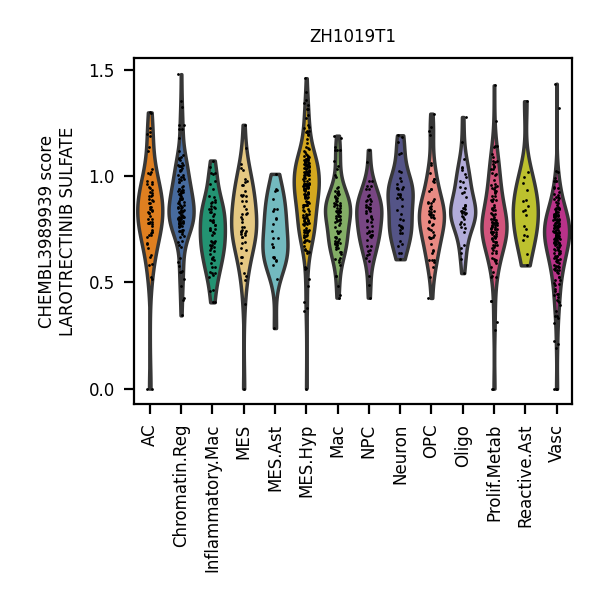 ZH1019T1
CHEMBL3989939 score
LAROTRECTINIB SULFATE
1.5
1.0
0.5
0.0
AC
Chromatin.Reg
Inflammatory.Mac
MES
MES.Ast
MES.Hyp
Mac
NPC
Neuron
OPC
Oligo
Prolif.Metab
Reactive.Ast
Vasc